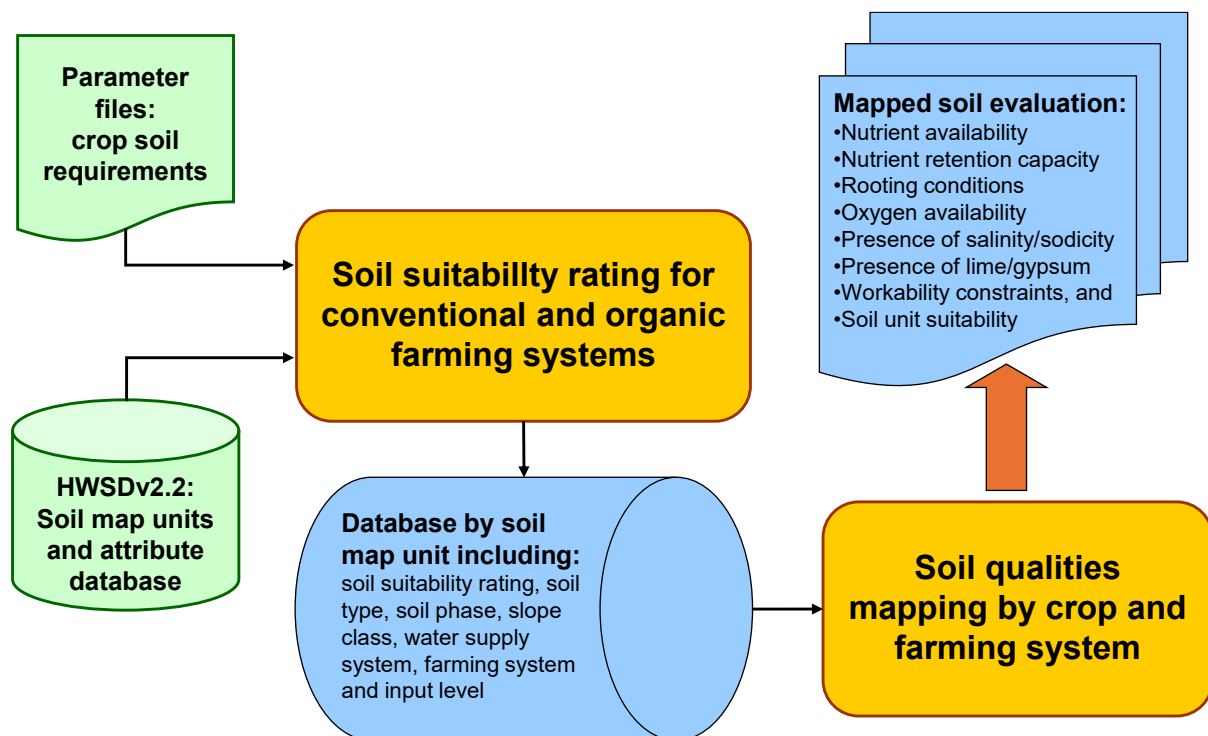 Parameter
files:
crop soil
requirements
HWSDv2.2:
Soil map units
and attribute
database
Soil suitabillty rating for
conventional and organic
farming systems
Database by soil
map unit including:
soil suitability rating, soil
type, soil phase, slope
class, water supply
system, farming system
and input level
Soil qualities
mapping by crop and
farming system
Mapped soil evaluation:
•Nutrient availability
•Nutrient retention capacity
•Rooting conditions
•Oxygen availability
•Presence of salinity/sodicity
•Presence of lime/gypsum
•Workability constraints, and
•Soil unit suitability